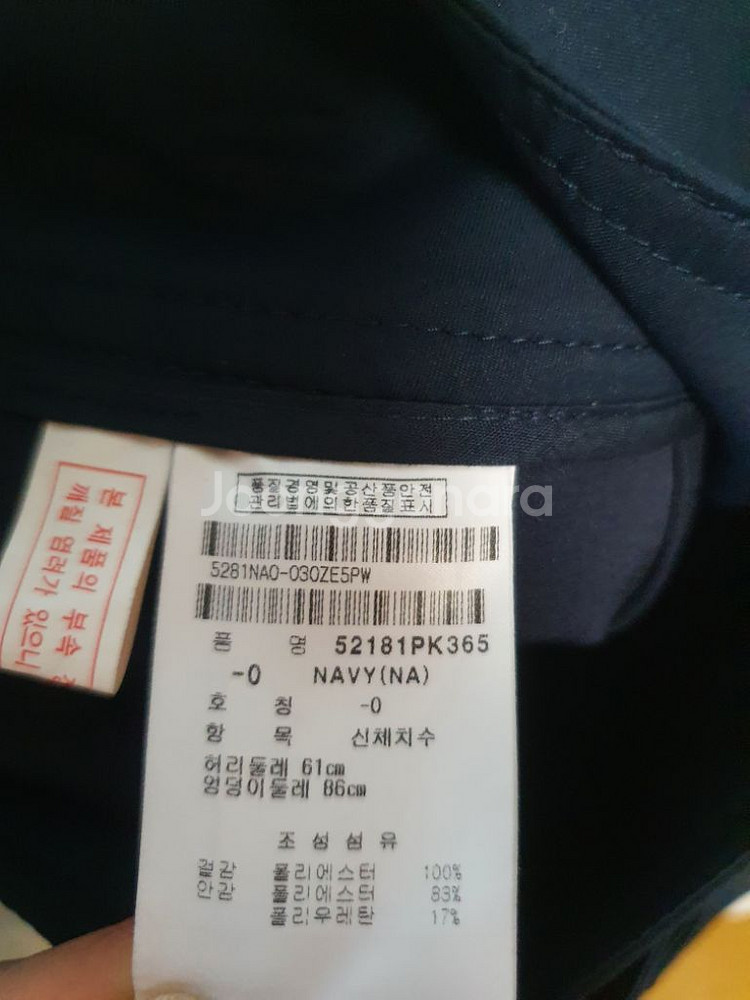 품질경영및공산품안전
관리법에의한품질표시
Joonggonara
5281NA0-030ZE5PW
품 명 52181PK365
-0 NAVY(NA)
호 칭 -0
항 목 신체치수
허리둘레 61cm
엉덩이둘레 86cm
조 성 섬 유
겉감 폴리에스터 100%
안감 폴리에스터 83%
폴리우레탄 17%
본 제품의 부속
깨질 염려가 있으니